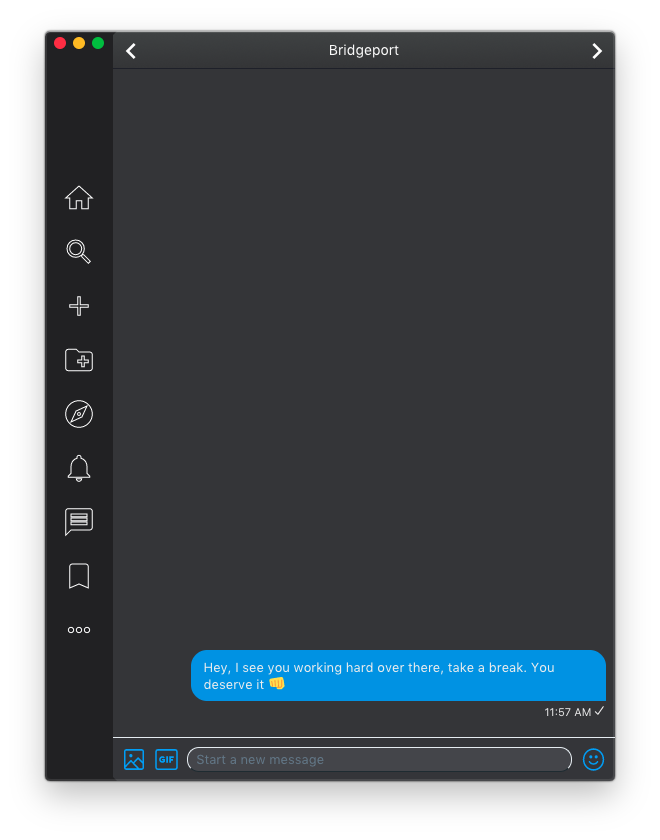 Bridgeport
Hey, I see you working hard over there, take a break. You
deserve it 👊
11:57 AM ✓
GIF
Start a new message